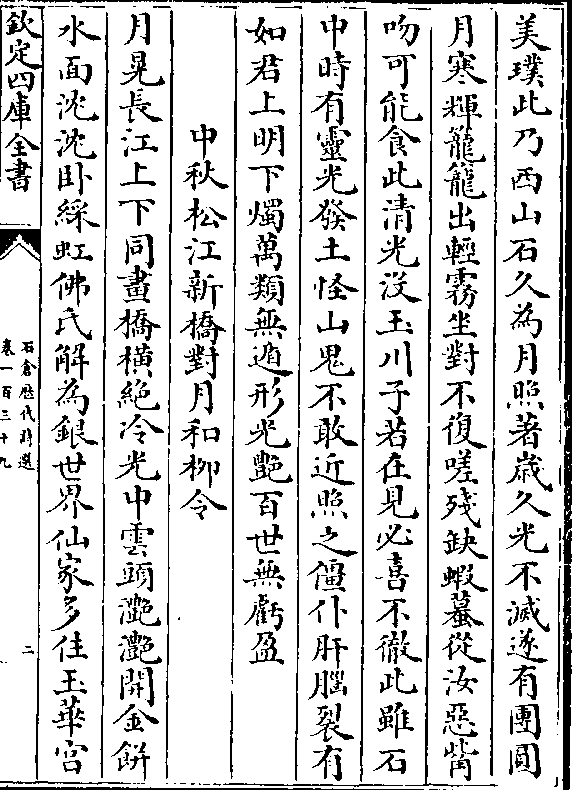 美璞此乃西山石久為月照著嵗久光不滅遂有團圓
月寒輝籠籠出輕霧坐對不復嗟殘缺蝦蟇從汝惡觜
吻可能食此清光没玉川子若在見必喜不徹此雖石
中時有靈光發土怪山鬼不敢近照之僵仆肝腦裂有
如君上明下燭萬類無遁形光艶百世無虧盈
中秋松江新橋對月和柳令
月晃長江上下同畫橋横絶冷光中雲頭灔灔開金餅
水面沈沈卧綵虹佛氏解為銀世界仙家多住玉華宫
欽定四庫全書
石倉歴代詩選
卷一百三十九
二